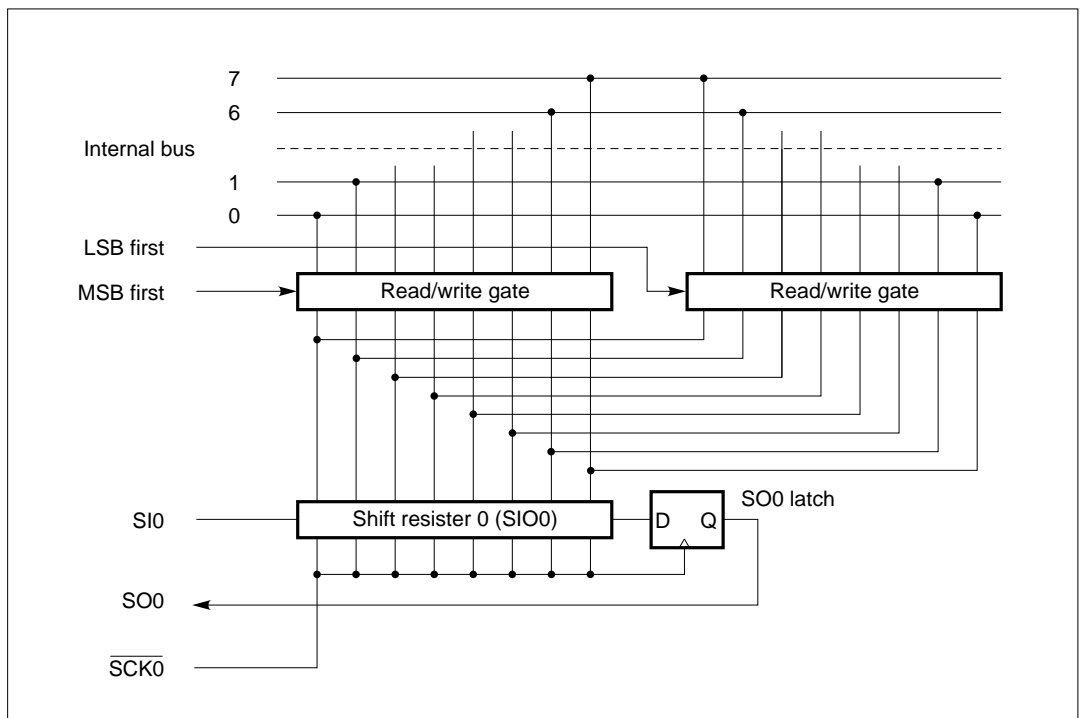 7
6
Internal bus
1
0
LSB first
MSB first
Read/write gate
Read/write gate
SI0
Shift resister 0 (SIO0)
D Q
SO0 latch
SO0
SCK0